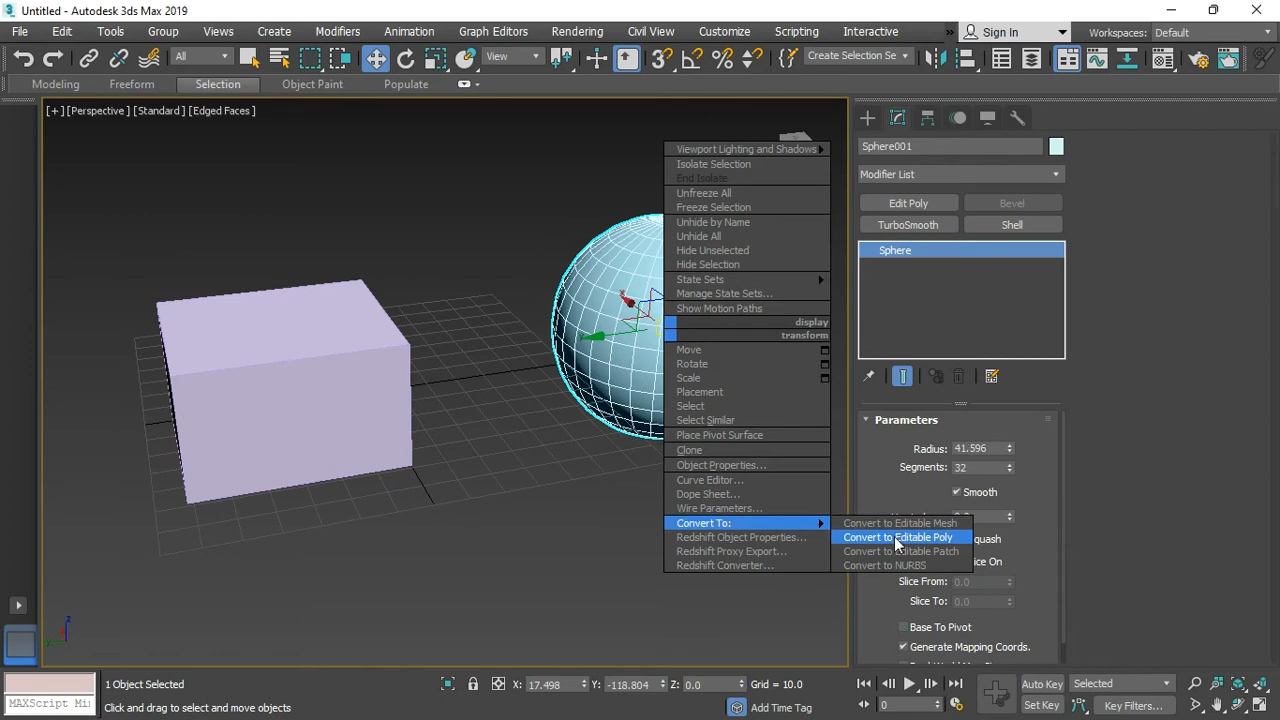 Untitled - Autodesk 3ds Max 2019
File Edit Tools Group Views Create Modifiers Animation Graph Editors Rendering Civil View Customize Scripting Interactive » Sign In Workspaces: Default
All View Create Selection Se
Modeling Freeform Selection Object Paint Populate
[+] [Perspective] [Standard] [Edged Faces]
Viewport Lighting and Shadows
Isolate Selection
End Isolate
Unfreeze All
Freeze Selection
Unhide by Name
Unhide All
Hide Unselected
Hide Selection
State Sets
Manage State Sets...
Show Motion Paths
display
transform
Move
Rotate
Scale
Placement
Select
Select Similar
Place Pivot Surface
Clone
Object Properties...
Curve Editor...
Dope Sheet...
Wire Parameters...
Convert To:
Redshift Object Properties...
Redshift Proxy Export...
Redshift Converter...
Convert to Editable Mesh
Convert to Editable Poly
Convert to Editable Patch
Convert to NURBS
Sphere001
Modifier List
Edit Poly Bevel
TurboSmooth Shell
Sphere
Parameters
Radius: 41.596
Segments: 32
Smooth
quash
ice On
Slice From: 0.0
Slice To: 0.0
Base To Pivot
Generate Mapping Coords.
z
y
1 Object Selected X: 17.498 Y: -118.804 Z: 0.0 Grid = 10.0 Auto Key Selected
MAXScript Mi Click and drag to select and move objects Add Time Tag 0 Set Key Key Filters...